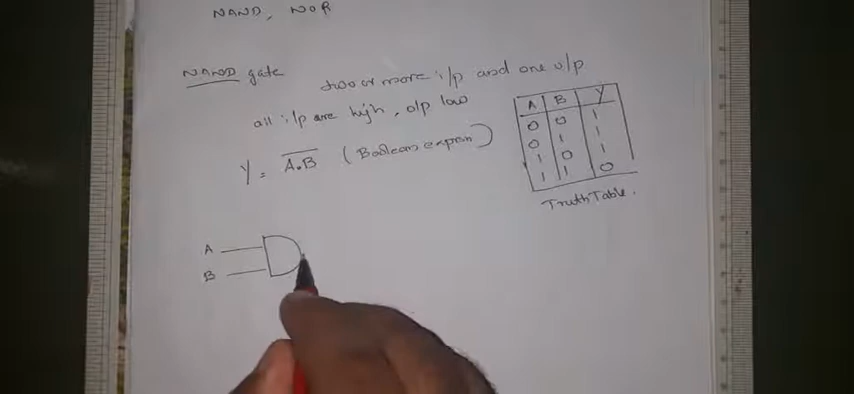 NAND, NOR
NAND gate
two or more i/p and one o/p
all i/p are high, o/p low
Y = A.B (Boolean exprsn)
A B Y
0 0 1
0 1 1
1 0 1
1 1 0
Truth Table.
A
B